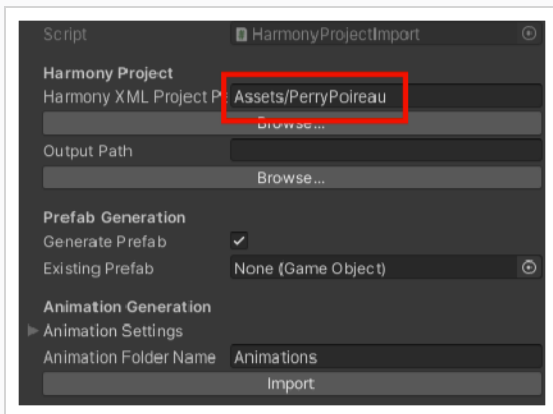 Script HarmonyProjectImport
Harmony Project
Harmony XML Project P Assets/PerryPoireau
Browse...
Output Path
Browse...
Prefab Generation
Generate Prefab
Existing Prefab None (Game Object)
Animation Generation
Animation Settings
Animation Folder Name Animations
Import